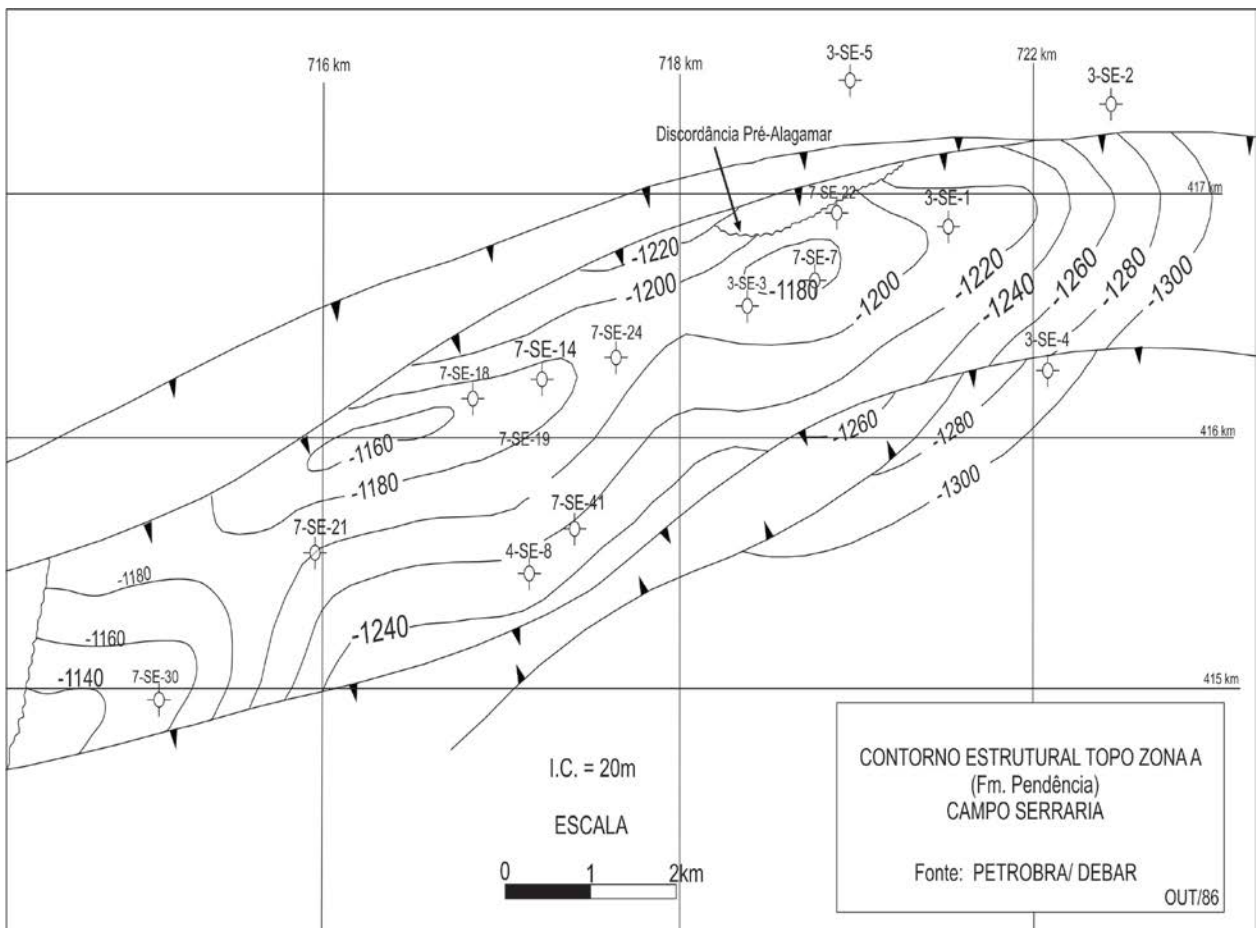 3-SE-5
716 km
718 km
722 km
3-SE-2
Discordância Pré-Alagamar
7-SE-22
3-SE-1
417 km
-1220
7-SE-7
-1200
3-SE-3
-1180
-1200
-1220
-1240
-1260
-1280
-1300
7-SE-24
7-SE-14
7-SE-18
3-SE-4
-1160
7-SE-19
-1260
-1280
416 km
-1180
-1300
7-SE-21
7-SE-41
4-SE-8
-1180
-1240
-1160
-1140
7-SE-30
415 km
I.C. = 20m
ESCALA
0 1 2km
CONTORNO ESTRUTURAL TOPO ZONA A
(Fm. Pendência)
CAMPO SERRARIA
Fonte: PETROBRA/ DEBAR
OUT/86